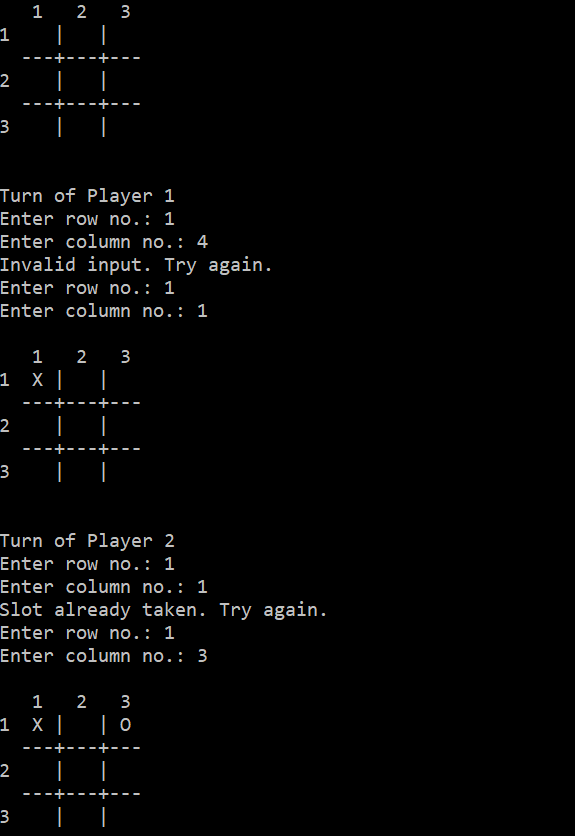 1   2   3
1    |   |
  ---+---+---
2    |   |
  ---+---+---
3    |   |


Turn of Player 1
Enter row no.: 1
Enter column no.: 4
Invalid input. Try again.
Enter row no.: 1
Enter column no.: 1

   1   2   3
1  X |   |
  ---+---+---
2    |   |
  ---+---+---
3    |   |


Turn of Player 2
Enter row no.: 1
Enter column no.: 1
Slot already taken. Try again.
Enter row no.: 1
Enter column no.: 3

   1   2   3
1  X |   | O
  ---+---+---
2    |   |
  ---+---+---
3    |   |